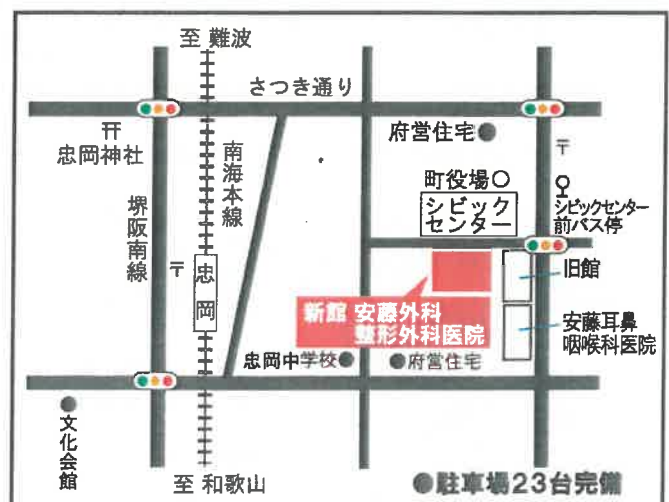 至 難波
さつき通り
忠岡神社
府営住宅
〒
南海本線
町役場
シビック
センター
シビックセンター
前バス停
堺阪南線
〒
忠岡
旧館
新館 安藤外科
整形外科医院
安藤耳鼻
咽喉科医院
忠岡中学校
府営住宅
文化会館
至 和歌山
●駐車場23台完備